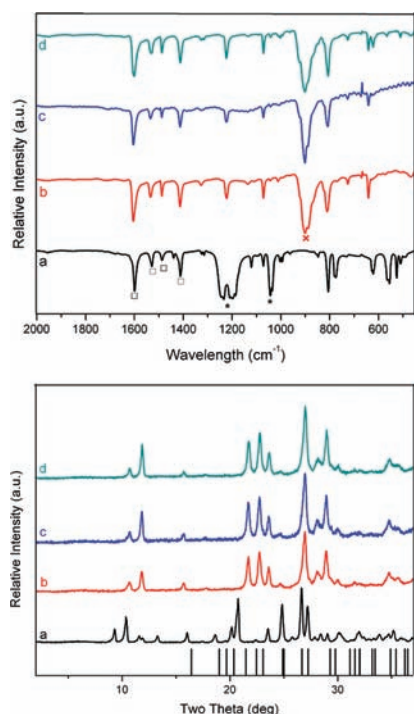 Relative Intensity (a.u.)
d
c
b
a
2000 1800 1600 1400 1200 1000 800 600
Wavelength (cm⁻¹)
Relative Intensity (a.u.)
d
c
b
a
10 20 30
Two Theta (deg)